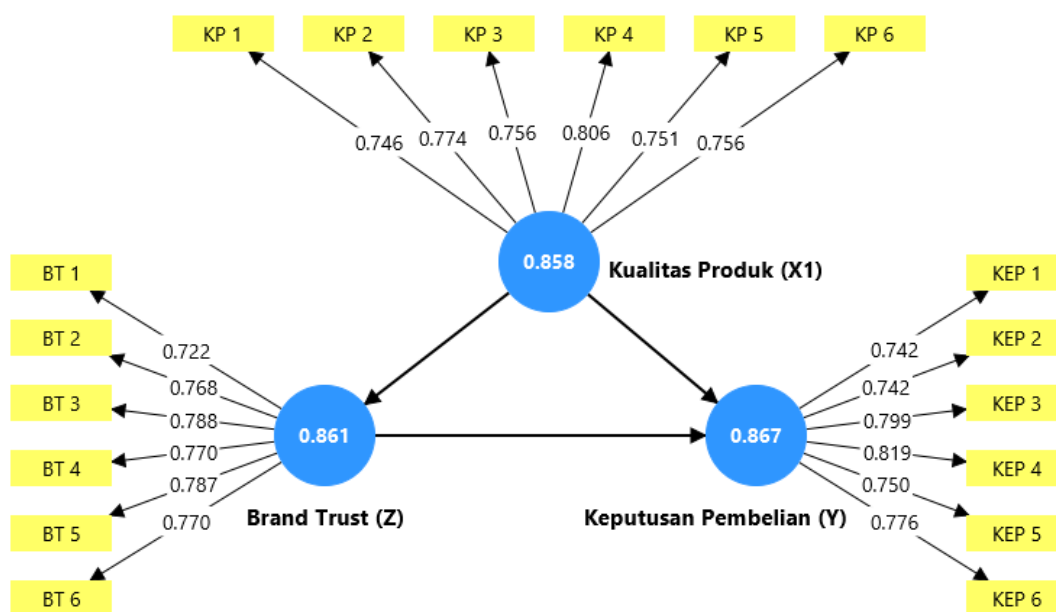 KP 1
KP 2
KP 3
KP 4
KP 5
KP 6
0.746
0.774
0.756
0.806
0.751
0.756
0.858
Kualitas Produk (X1)
BT 1
BT 2
BT 3
BT 4
BT 5
BT 6
0.722
0.768
0.788
0.770
0.787
0.770
0.861
Brand Trust (Z)
0.867
Keputusan Pembelian (Y)
0.742
0.742
0.799
0.819
0.750
0.776
KEP 1
KEP 2
KEP 3
KEP 4
KEP 5
KEP 6